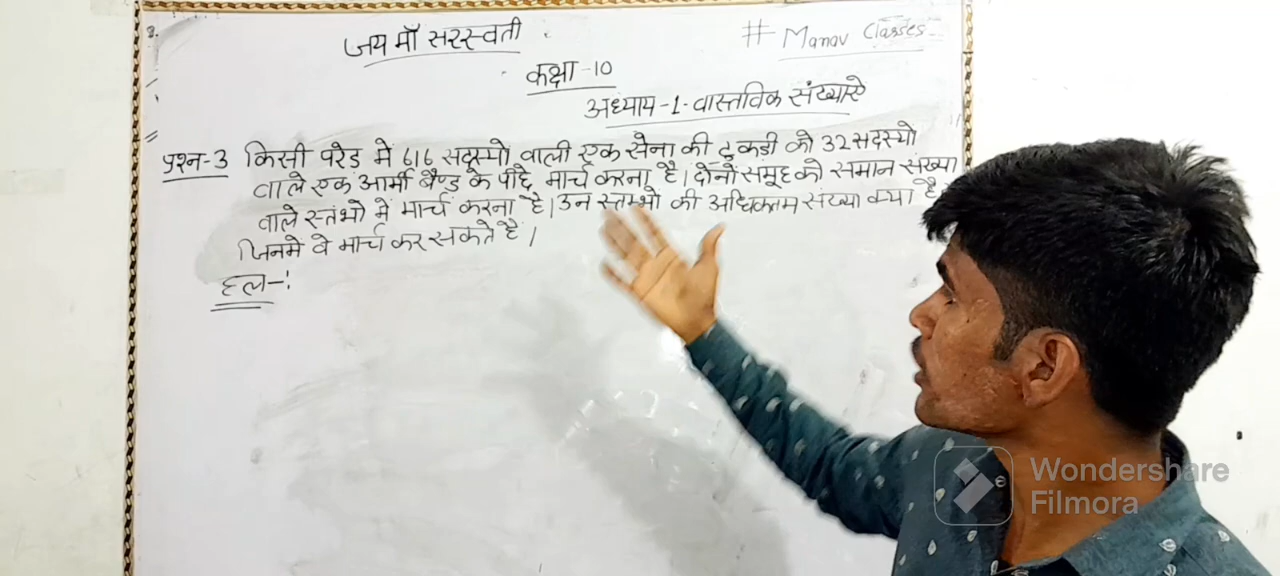 जय माँ सरस्वती
# Manav Classes
कक्षा -10
अध्याय -1- वास्तविक संख्याऐ
प्रश्न-3 किसी परेड में 616 सदस्यो वाली एक सेना की टुकडी को 32 सदस्यो
वाले एक आर्मी बैण्ड के पीछे मार्च करना है। दोनों समूह को समान संख्या
वाले स्तंभो में मार्च करना है। उन स्तम्भो की अधिकतम संख्या क्या है
जिनमे वे मार्च कर सकते है।
हल-:
Wondershare
Filmora